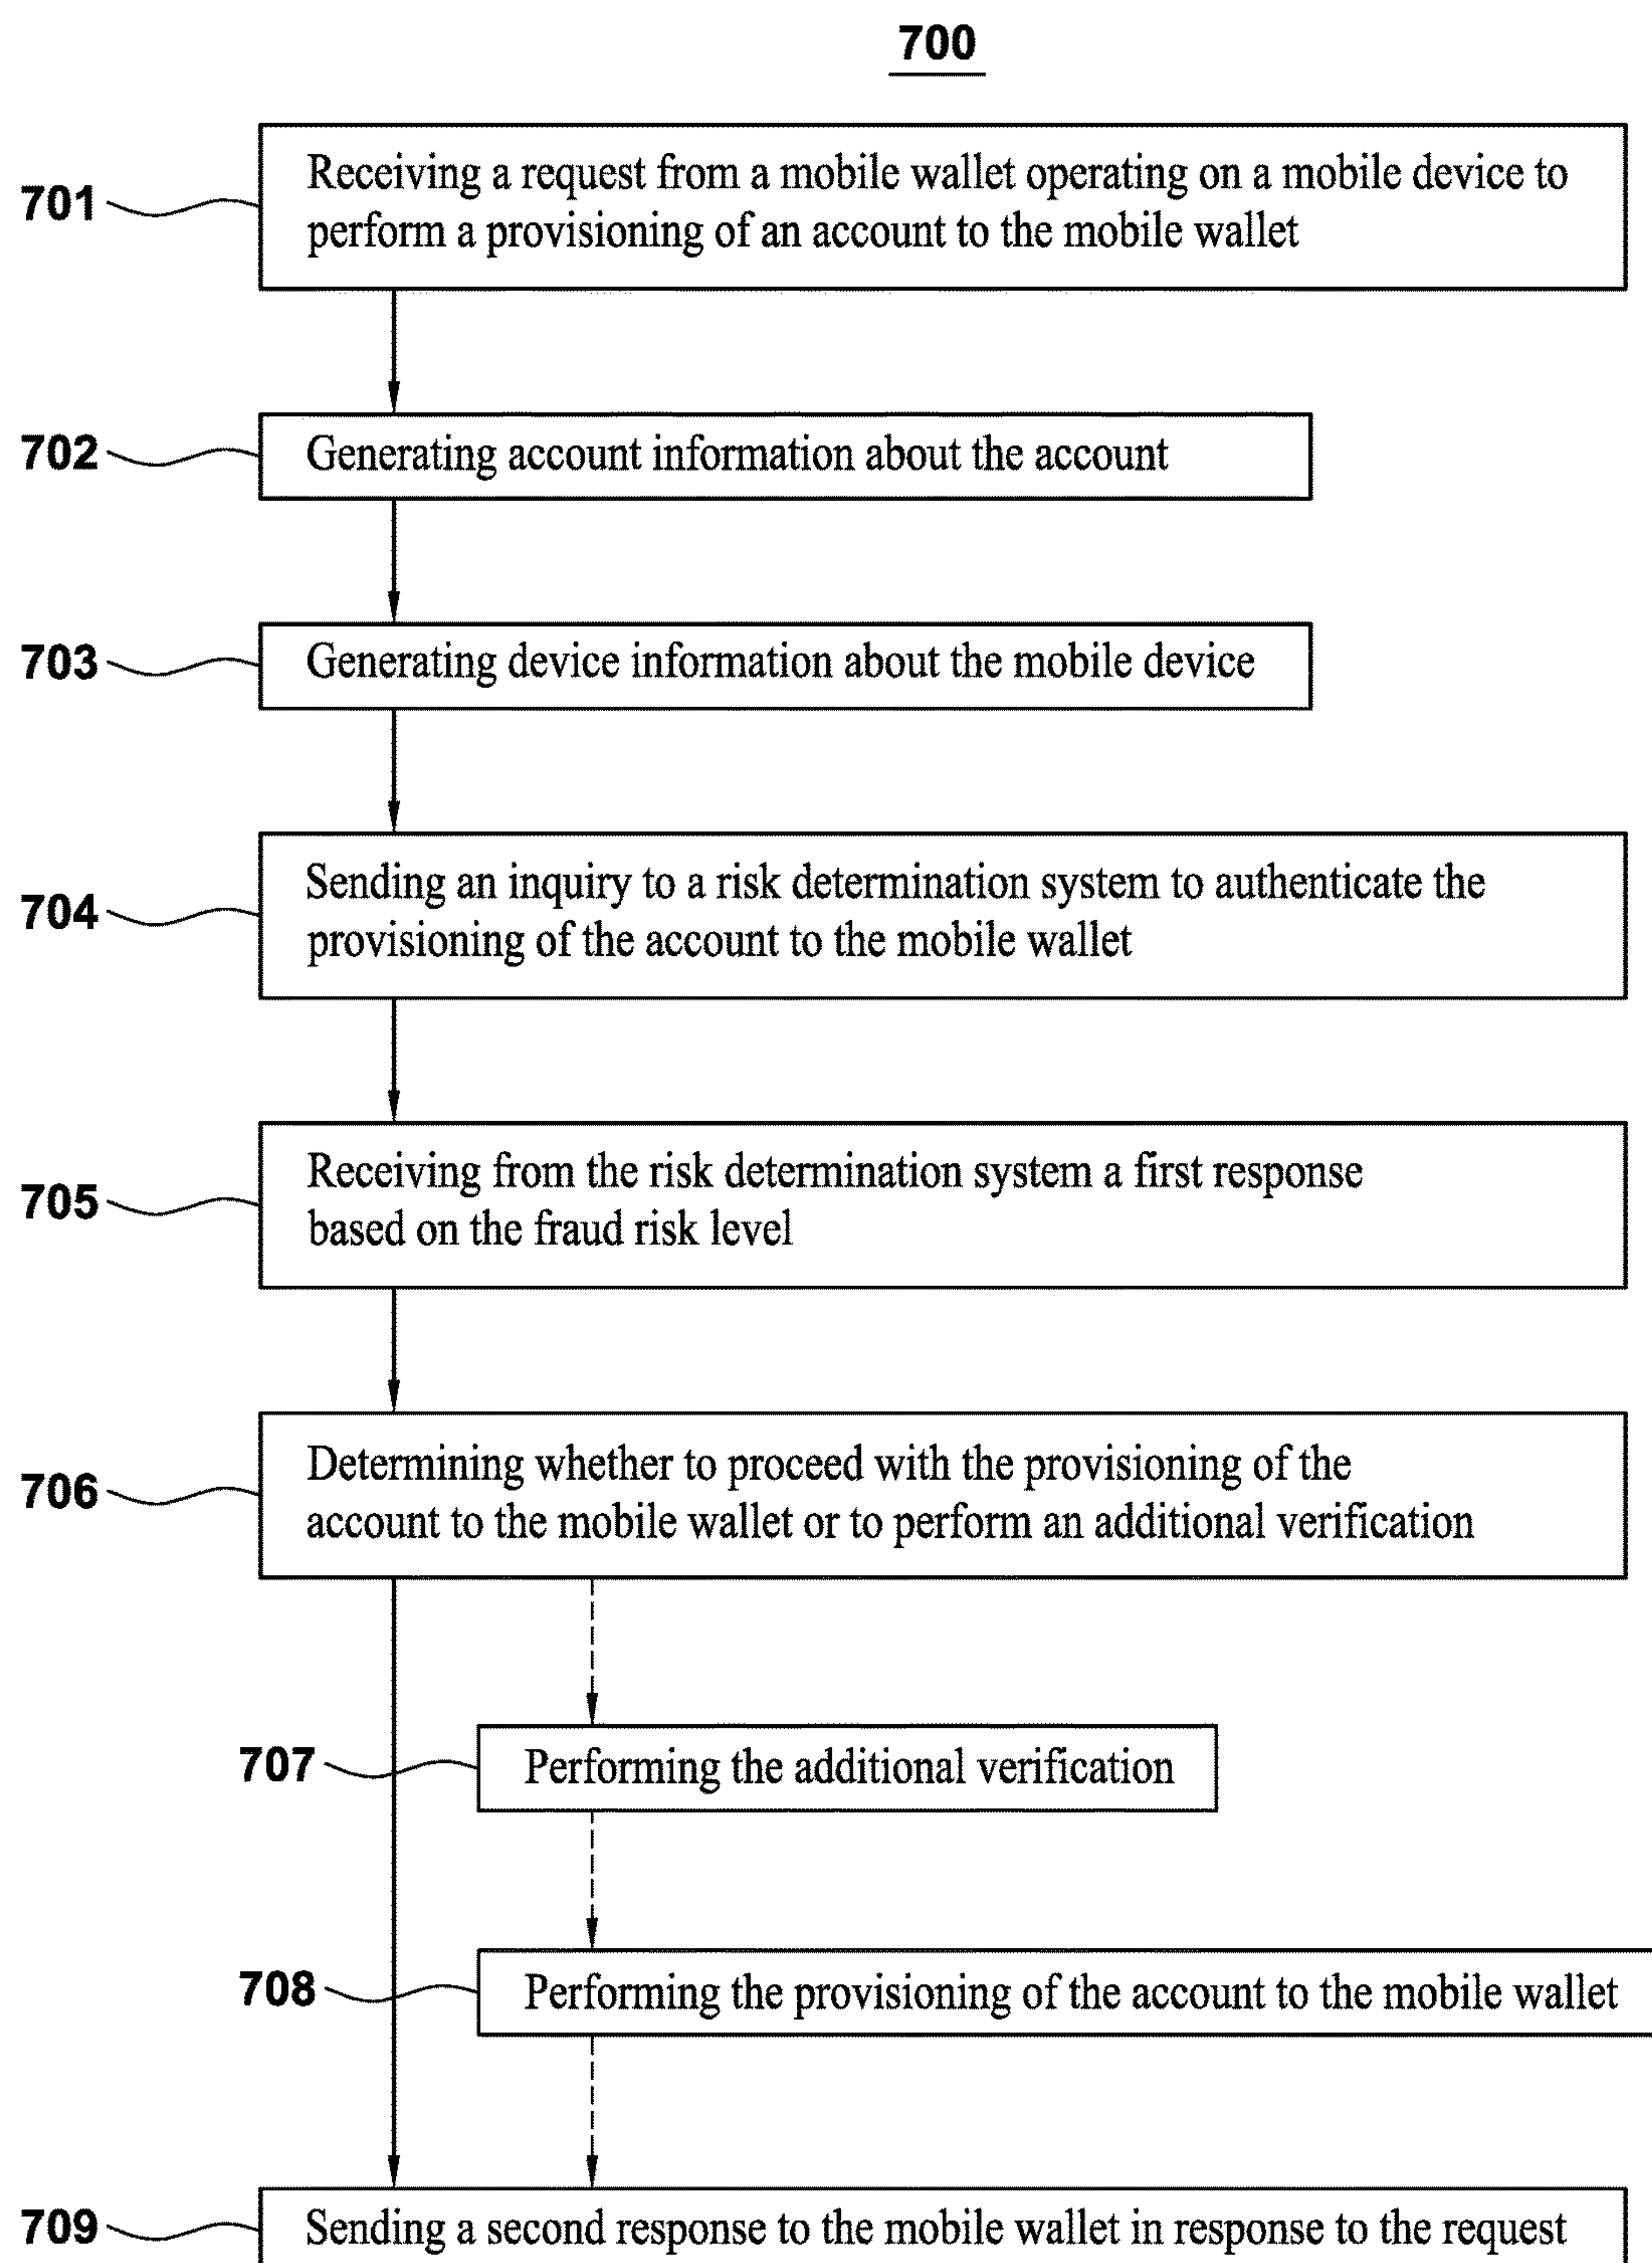 700
701
Receiving a request from a mobile wallet operating on a mobile device to
perform a provisioning of an account to the mobile wallet
702
Generating account information about the account
703
Generating device information about the mobile device
704
Sending an inquiry to a risk determination system to authenticate the
provisioning of the account to the mobile wallet
705
Receiving from the risk determination system a first response
based on the fraud risk level
706
Determining whether to proceed with the provisioning of the
account to the mobile wallet or to perform an additional verification
707
Performing the additional verification
708
Performing the provisioning of the account to the mobile wallet
709
Sending a second response to the mobile wallet in response to the request